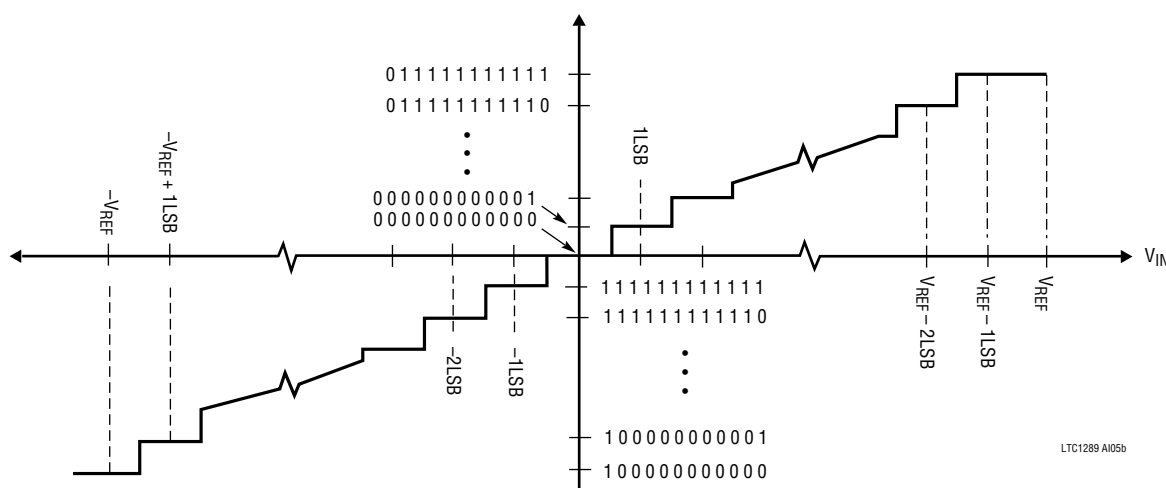 011111111111
011111111110
000000000001
000000000000
1LSB
–VREF
–VREF + 1LSB
VIN
–2LSB
–1LSB
111111111111
111111111110
VREF – 2LSB
VREF – 1LSB
VREF
100000000001
100000000000
LTC1289 AI05b